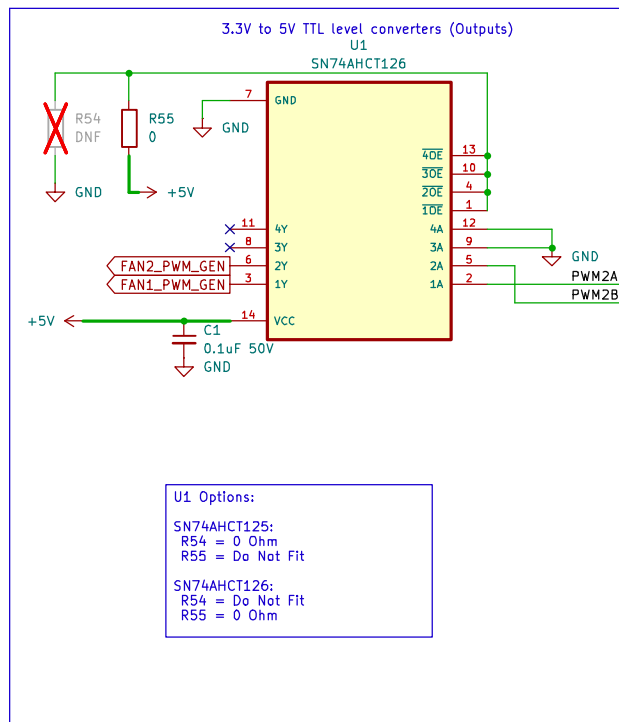 3.3V to 5V TTL level converters (Outputs)
U1
SN74AHCT126
7
GND
GND
R54
DNF
R55
0
GND
+5V
4OE
13
3OE
10
2OE
4
1OE
1
11
4Y
4A
12
8
3Y
3A
9
GND
FAN2_PWM_GEN
6
2Y
2A
5
PWM2A
FAN1_PWM_GEN
3
1Y
1A
2
PWM2B
+5V
14
VCC
C1
0.1uF 50V
GND
U1 Options:
SN74AHCT125:
R54 = 0 Ohm
R55 = Do Not Fit
SN74AHCT126:
R54 = Do Not Fit
R55 = 0 Ohm